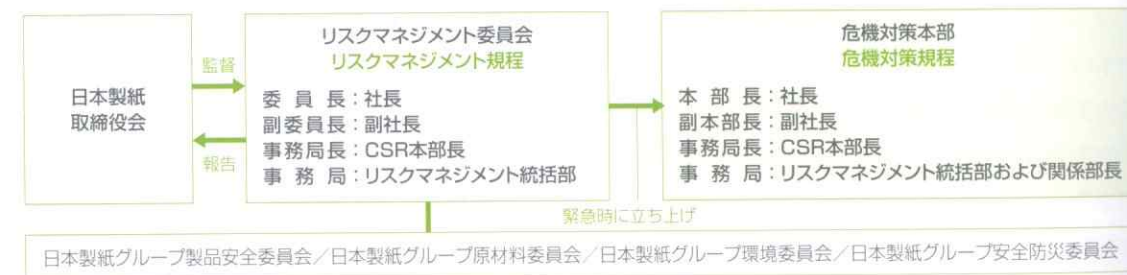 日本製紙
取締役会
監督
報告
リスクマネジメント委員会
リスクマネジメント規程
委員長：社長
副委員長：副社長
事務局長：CSR本部長
事務局：リスクマネジメント統括部
緊急時に立ち上げ
危機対策本部
危機対策規程
本部長：社長
副本部長：副社長
事務局長：CSR本部長
事務局：リスクマネジメント統括部および関係部長
日本製紙グループ製品安全委員会／日本製紙グループ原材料委員会／日本製紙グループ環境委員会／日本製紙グループ安全防災委員会